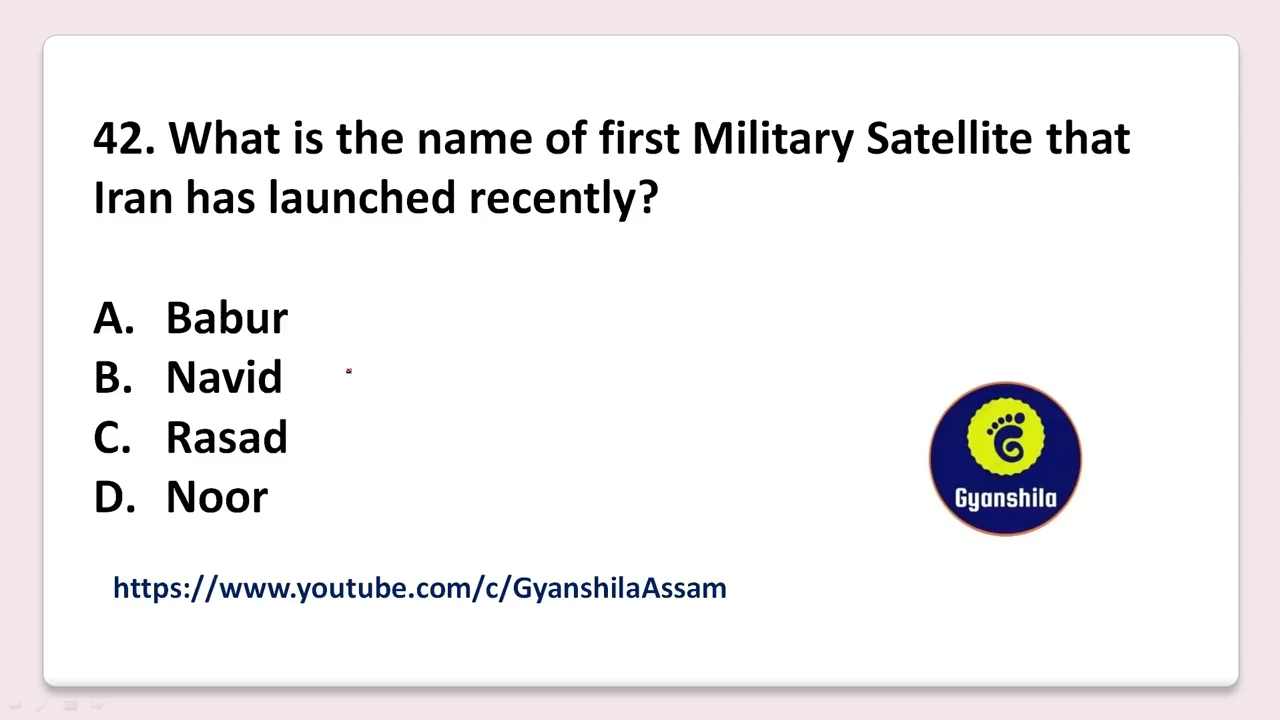 42. What is the name of first Military Satellite that
Iran has launched recently?
A. Babur
B. Navid
C. Rasad
D. Noor
Gyanshila
https://www.youtube.com/c/GyanshilaAssam